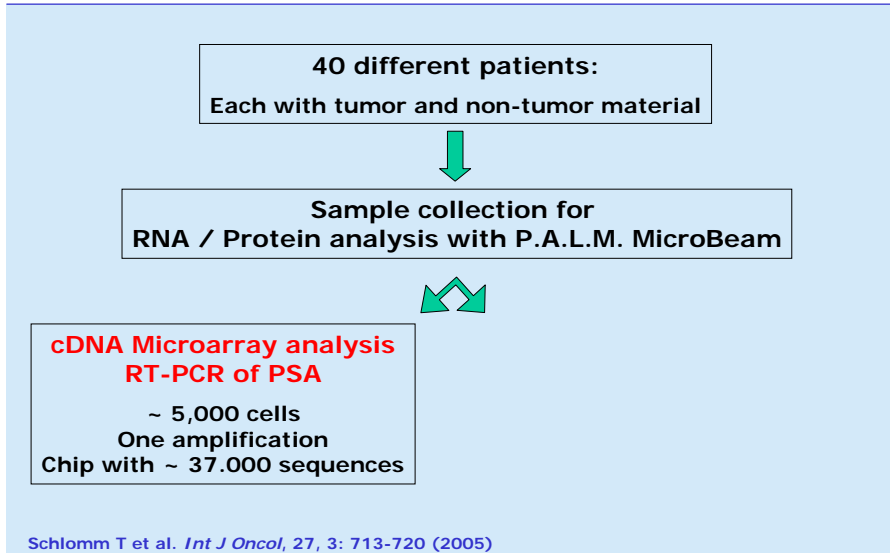 40 different patients:
Each with tumor and non-tumor material
Sample collection for
RNA / Protein analysis with P.A.L.M. MicroBeam
cDNA Microarray analysis
RT-PCR of PSA
~ 5,000 cells
One amplification
Chip with ~ 37.000 sequences
Schlomm T et al. Int J Oncol, 27, 3: 713-720 (2005)